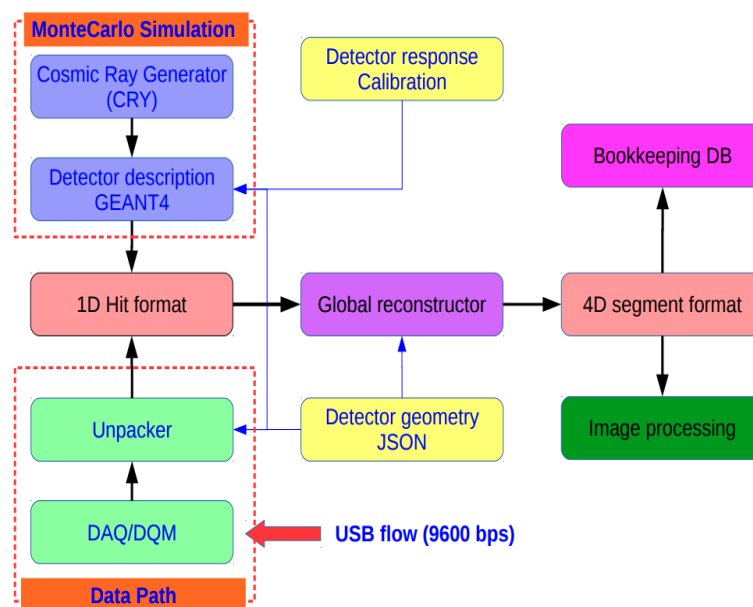 MonteCarlo Simulation
Cosmic Ray Generator
(CRY)
Detector description
GEANT4
Detector response
Calibration
Bookkeeping DB
1D Hit format
Global reconstructor
4D segment format
Unpacker
Detector geometry
JSON
Image processing
DAQ/DQM
USB flow (9600 bps)
Data Path